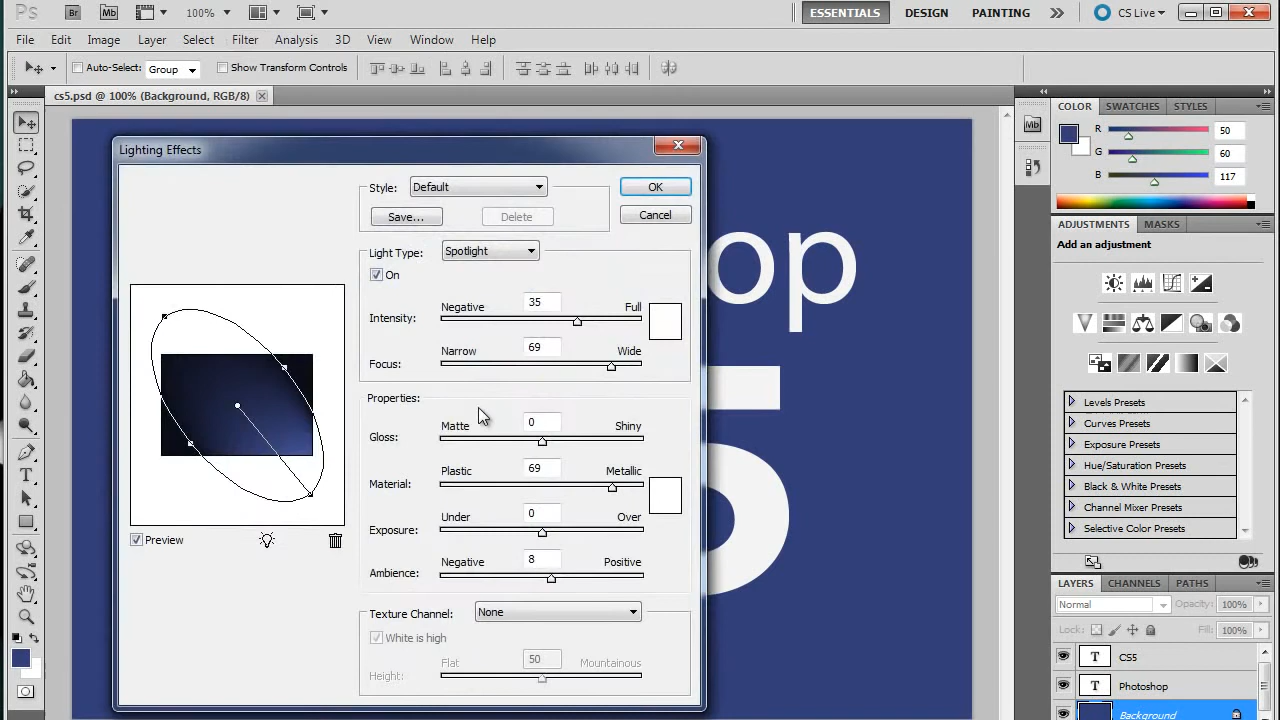 Ps Br Mb 100% ESSENTIALS DESIGN PAINTING CS Live
File Edit Image Layer Select Filter Analysis 3D View Window Help
Auto-Select: Group Show Transform Controls
cs5.psd @ 100% (Background, RGB/8)
Lighting Effects
Style: Default OK
Save... Delete Cancel
Light Type: Spotlight
On
Negative 35 Full
Intensity:
Narrow 69 Wide
Focus:
Properties:
Matte 0 Shiny
Gloss:
Plastic 69 Metallic
Material:
Under 0 Over
Exposure:
Preview
Negative 8 Positive
Ambience:
Texture Channel: None
White is high
Flat 50 Mountainous
Height:
op
5
Mb
COLOR SWATCHES STYLES
R 50
G 60
B 117
ADJUSTMENTS MASKS
Add an adjustment
Levels Presets
Curves Presets
Exposure Presets
Hue/Saturation Presets
Black & White Presets
Channel Mixer Presets
Selective Color Presets
LAYERS CHANNELS PATHS
Normal Opacity: 100%
Lock: Fill: 100%
T CS5
T Photoshop
Background